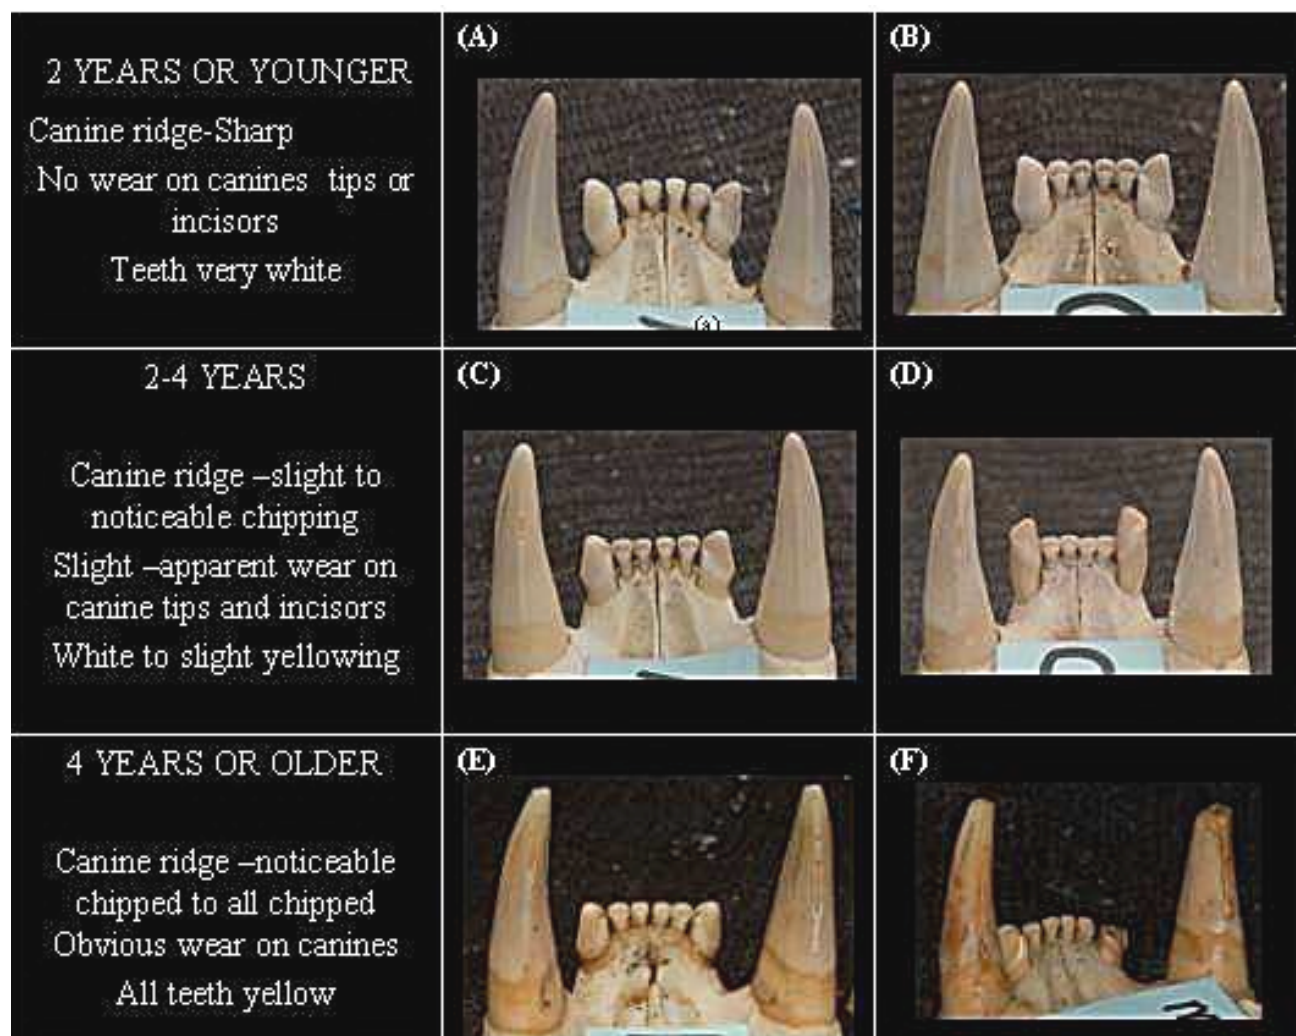 2 YEARS OR YOUNGER
Canine ridge-Sharp
No wear on canines tips or
incisors
Teeth very white
(A)
(a)
(B)
2-4 YEARS
Canine ridge –slight to
noticeable chipping
Slight –apparent wear on
canine tips and incisors
White to slight yellowing
(C)
(D)
4 YEARS OR OLDER
Canine ridge –noticeable
chipped to all chipped
Obvious wear on canines
All teeth yellow
(E)
(F)